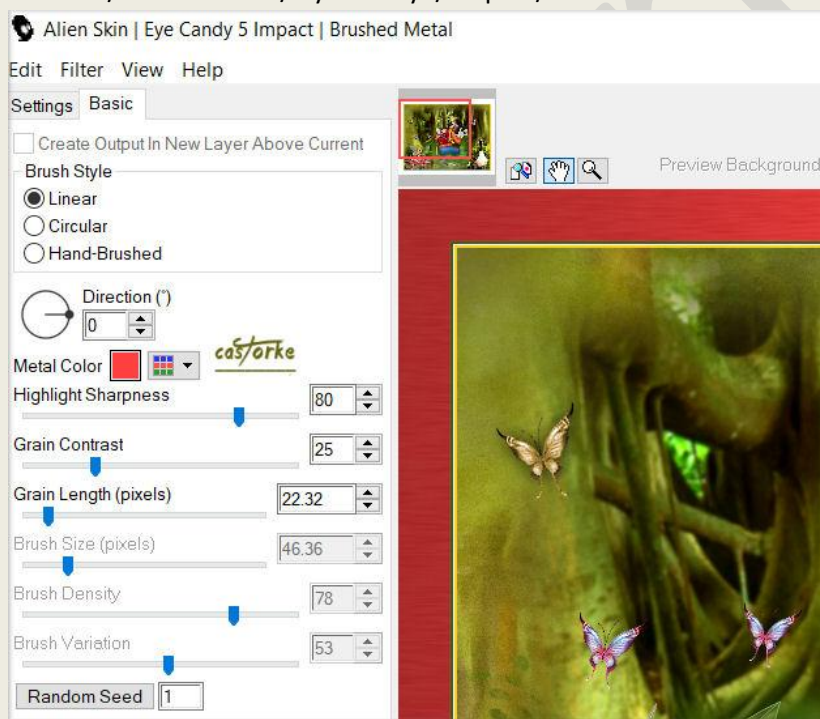 Alien Skin | Eye Candy 5 Impact | Brushed Metal
Edit Filter View Help
Settings Basic
Create Output In New Layer Above Current
Preview Background
Brush Style
Linear
Circular
Hand-Brushed
Direction (°)
0
castorke
Metal Color
Highlight Sharpness 80
Grain Contrast 25
Grain Length (pixels) 22.32
Brush Size (pixels) 46.36
Brush Density 78
Brush Variation 53
Random Seed 1